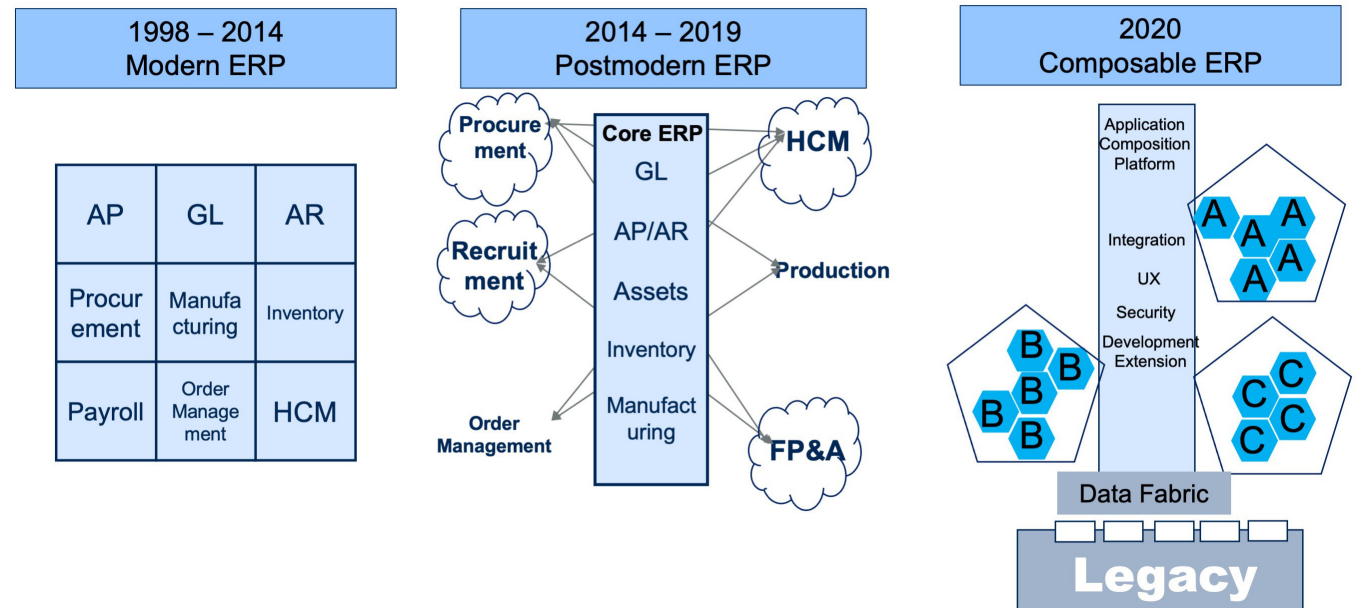 1998 – 2014
Modern ERP
AP
GL
AR
Procur
ement
Manufa
cturing
Inventory
Payroll
Order
Manage
ment
HCM
2014 – 2019
Postmodern ERP
Procure
ment
Recruit
ment
Order
Management
Core ERP
GL
AP/AR
Assets
Inventory
Manufact
uring
HCM
Production
FP&A
2020
Composable ERP
Application
Composition
Platform
Integration
UX
Security
Development
Extension
A
A
A
A
A
B
B
B
B
B
C
C
C
C
Data Fabric
Legacy